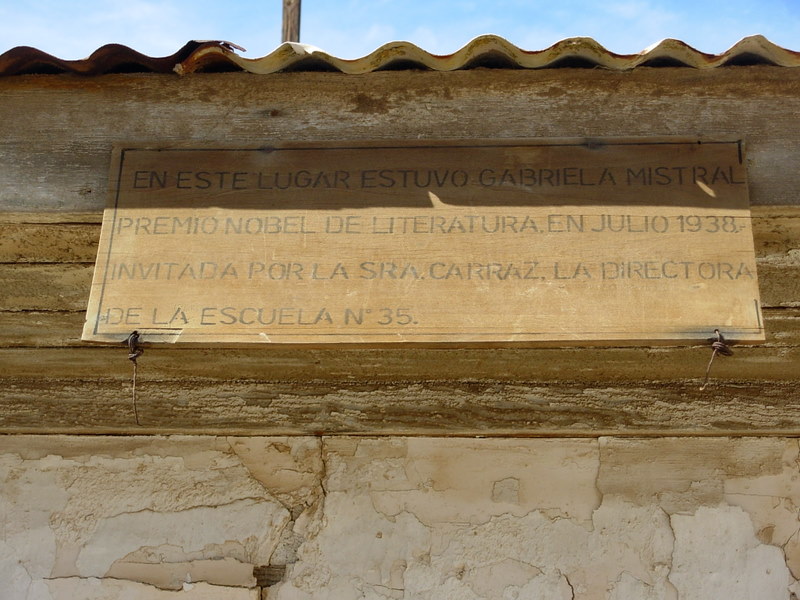 EN ESTE LUGAR ESTUVO GABRIELA MISTRAL
PREMIO NOBEL DE LITERATURA, EN JULIO 1938,-
INVITADA POR LA SRA. CARRAZ, LA DIRECTORA
DE LA ESCUELA N° 35.